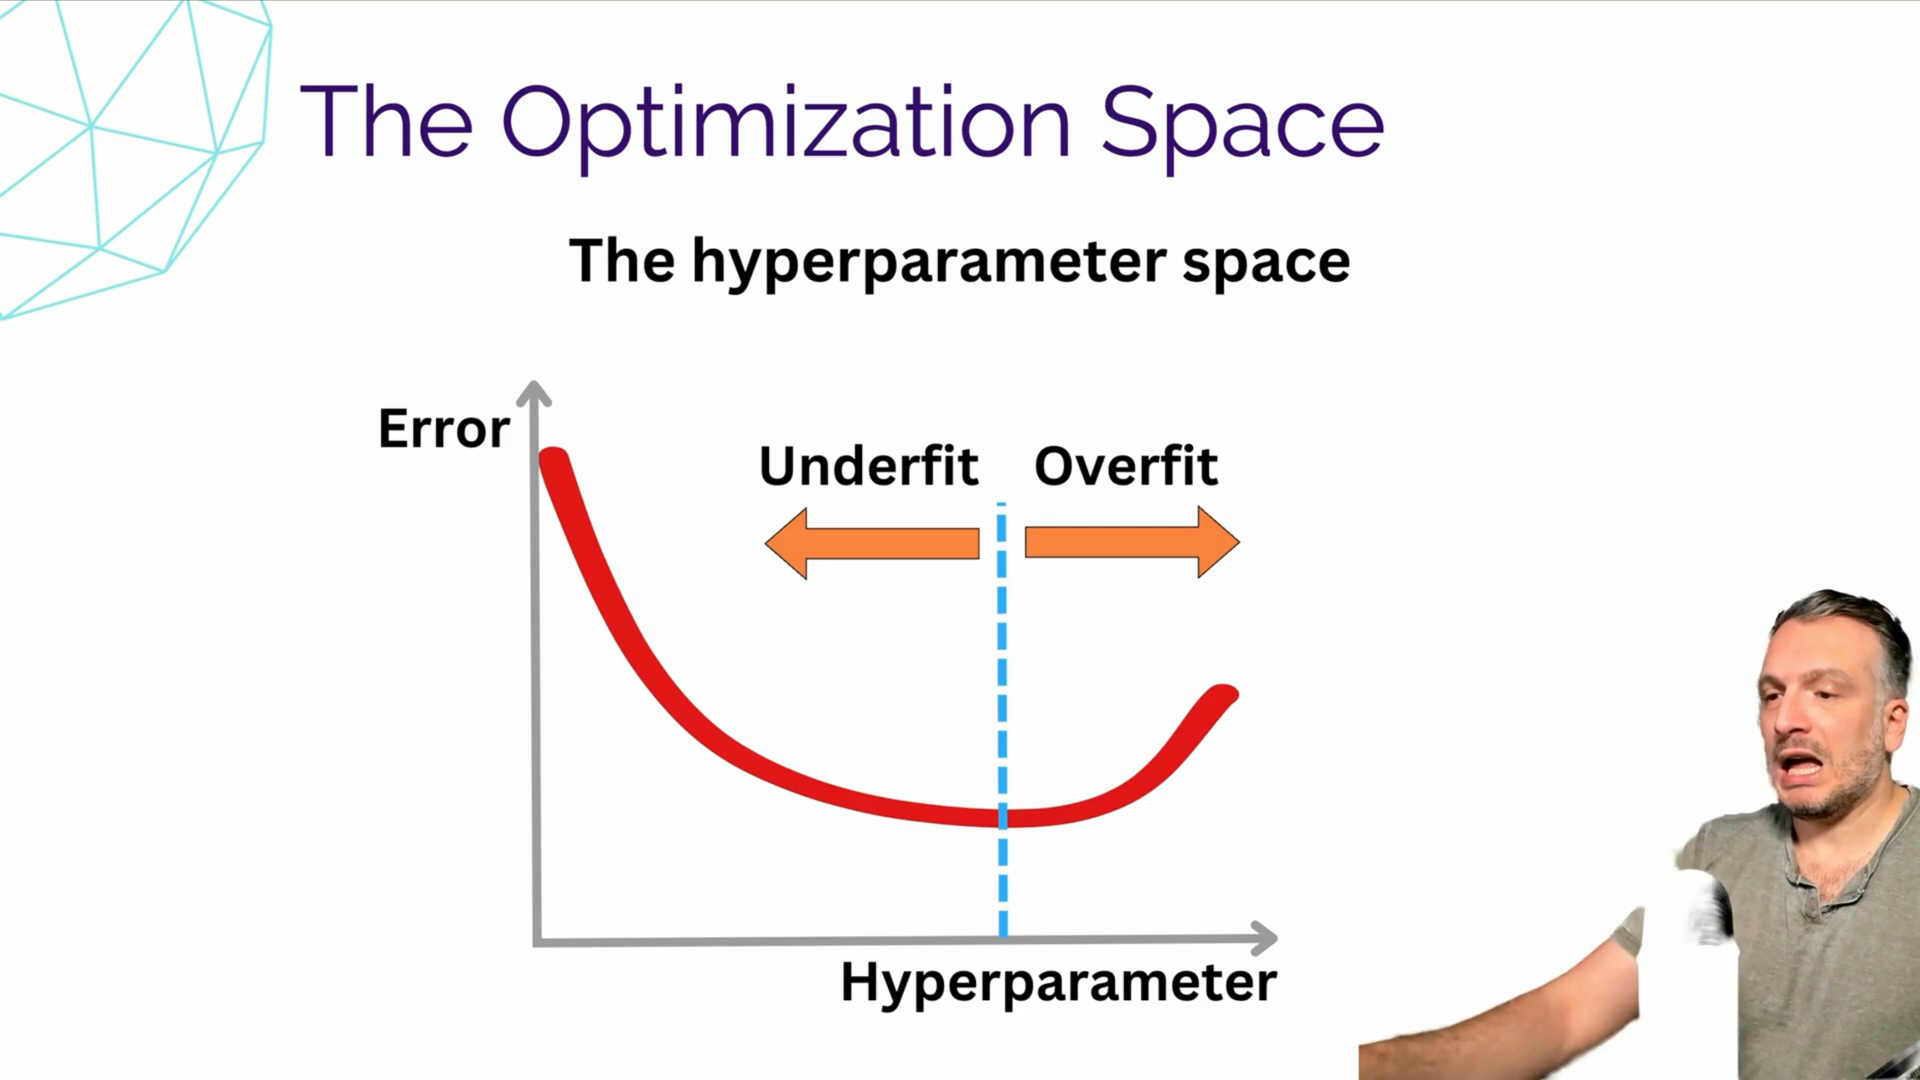 The Optimization Space
The hyperparameter space
Error
Underfit
Overfit
Hyperparameter